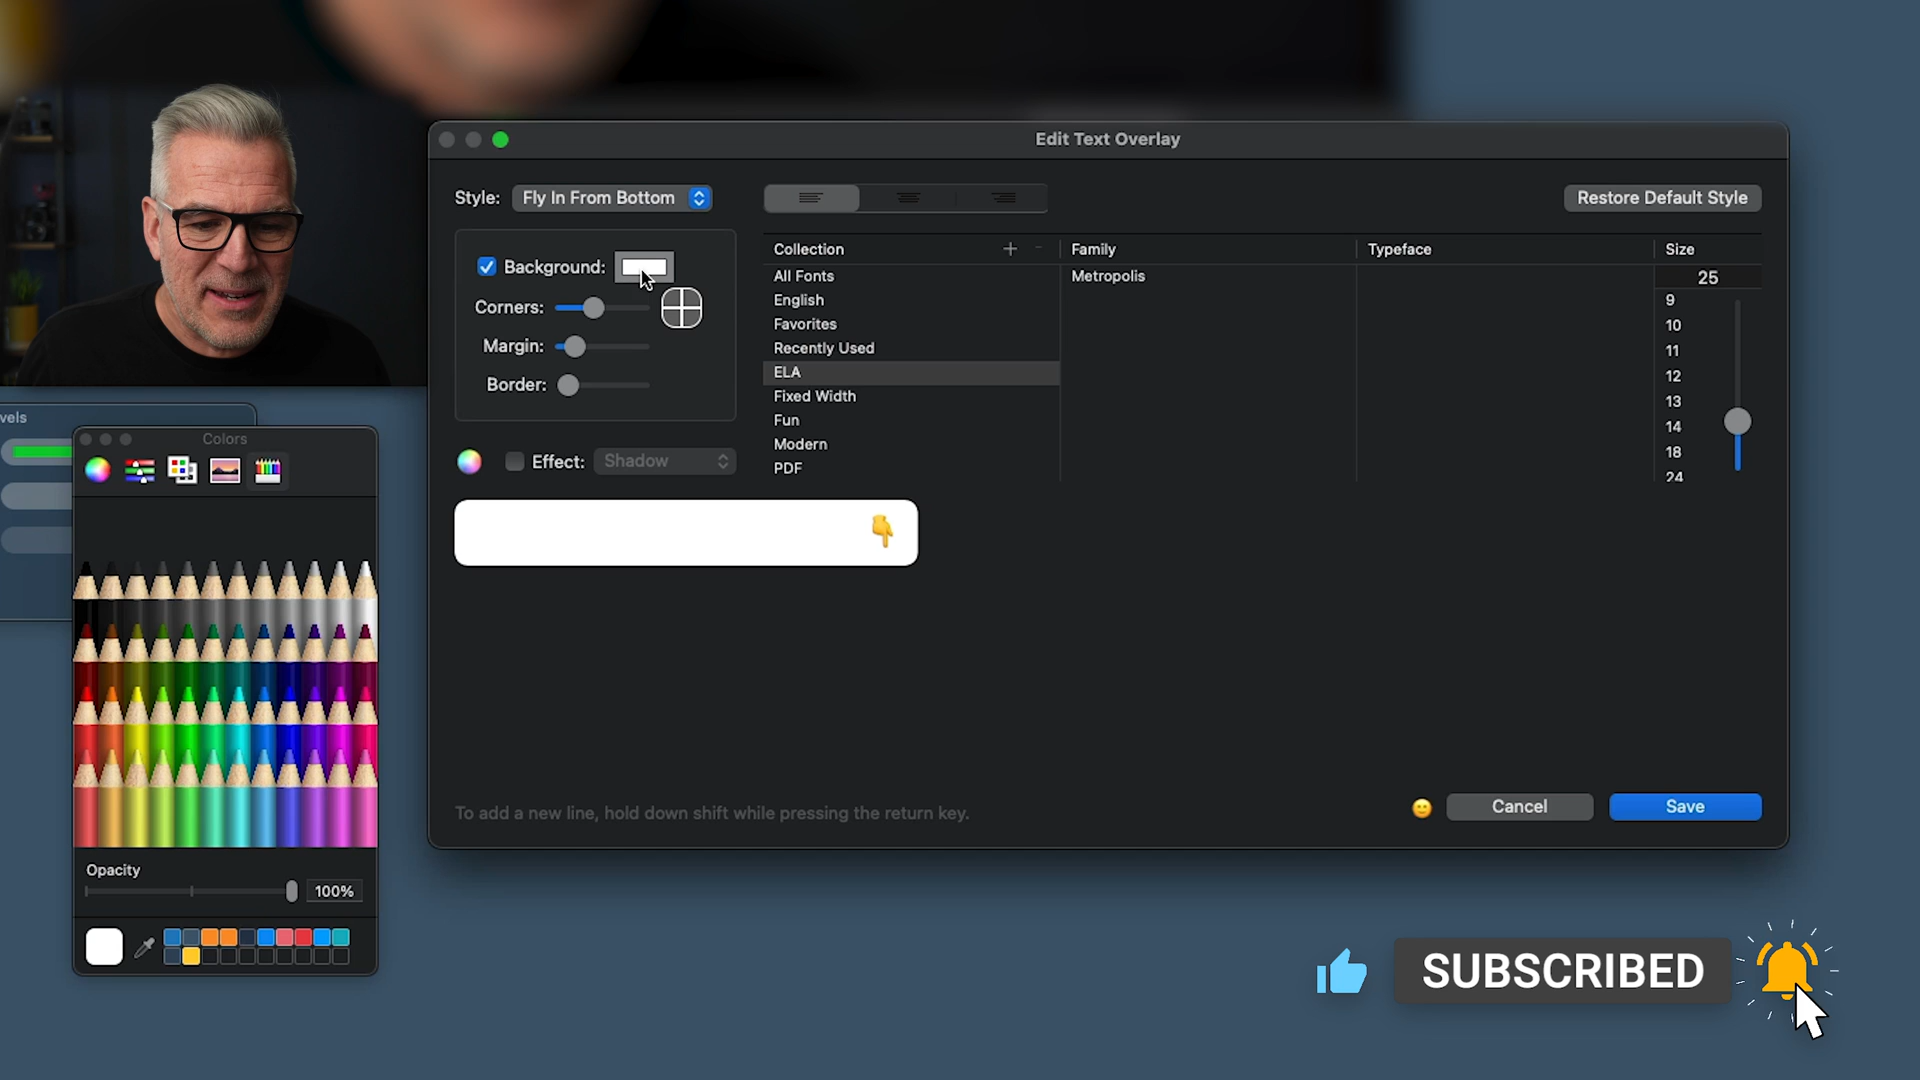 Edit Text Overlay
Style: Fly In From Bottom
Restore Default Style
Background:
Corners:
Margin:
Border:
Effect: Shadow
Collection
All Fonts
English
Favorites
Recently Used
ELA
Fixed Width
Fun
Modern
PDF
Family
Metropolis
Typeface
Size
25
9
10
11
12
13
14
18
24
To add a new line, hold down shift while pressing the return key.
Cancel
Save
vels
Colors
Opacity
100%
SUBSCRIBED